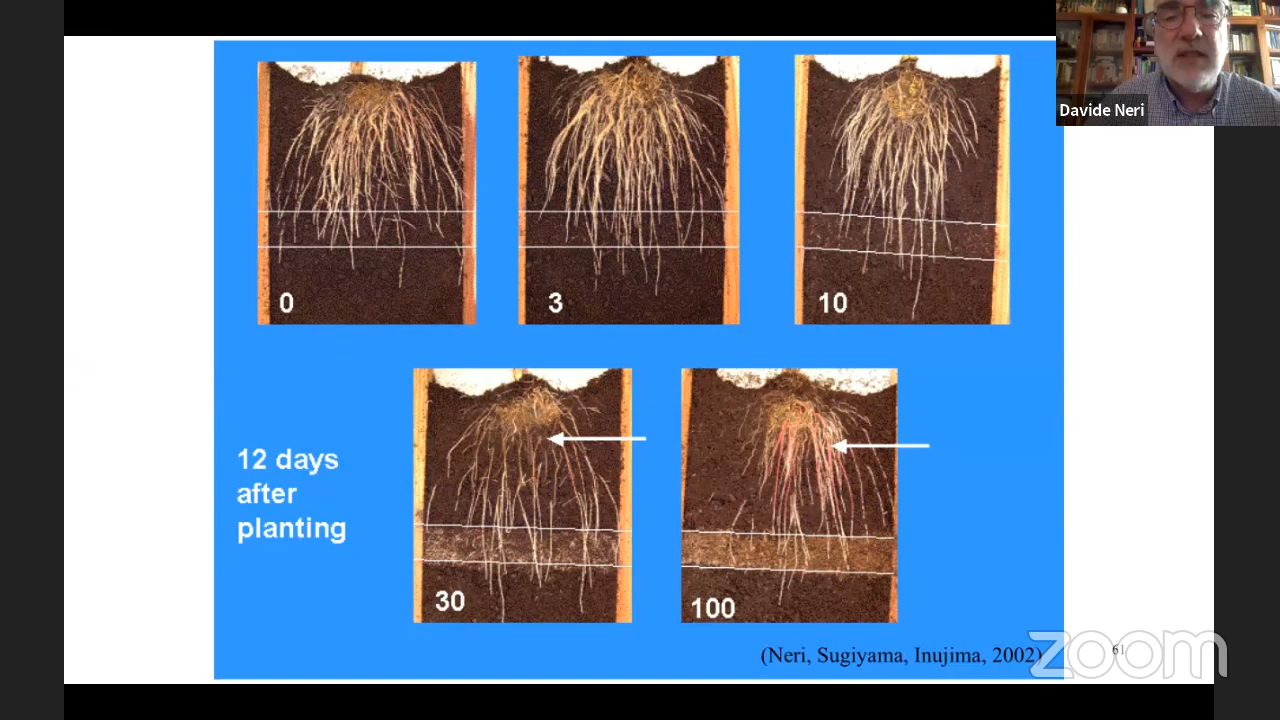 Davide Neri
0
3
10
12 days
after
planting
30
100
(Neri, Sugiyama, Inujima, 2002)
61
zoom